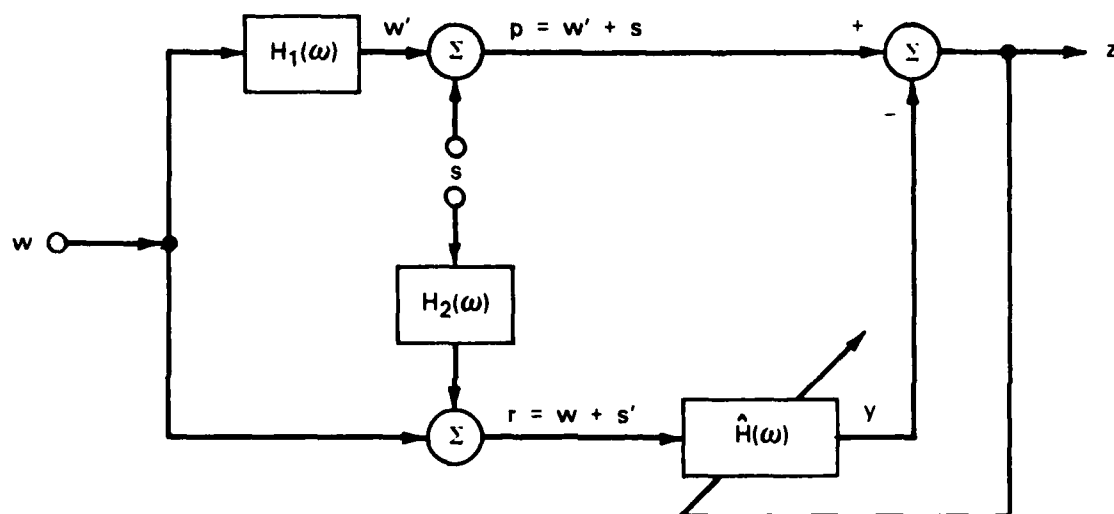 H₁(ω)
w'
Σ
p = w' + s
+
Σ
z
-
s
w
H₂(ω)
Σ
r = w + s'
Ĥ(ω)
y